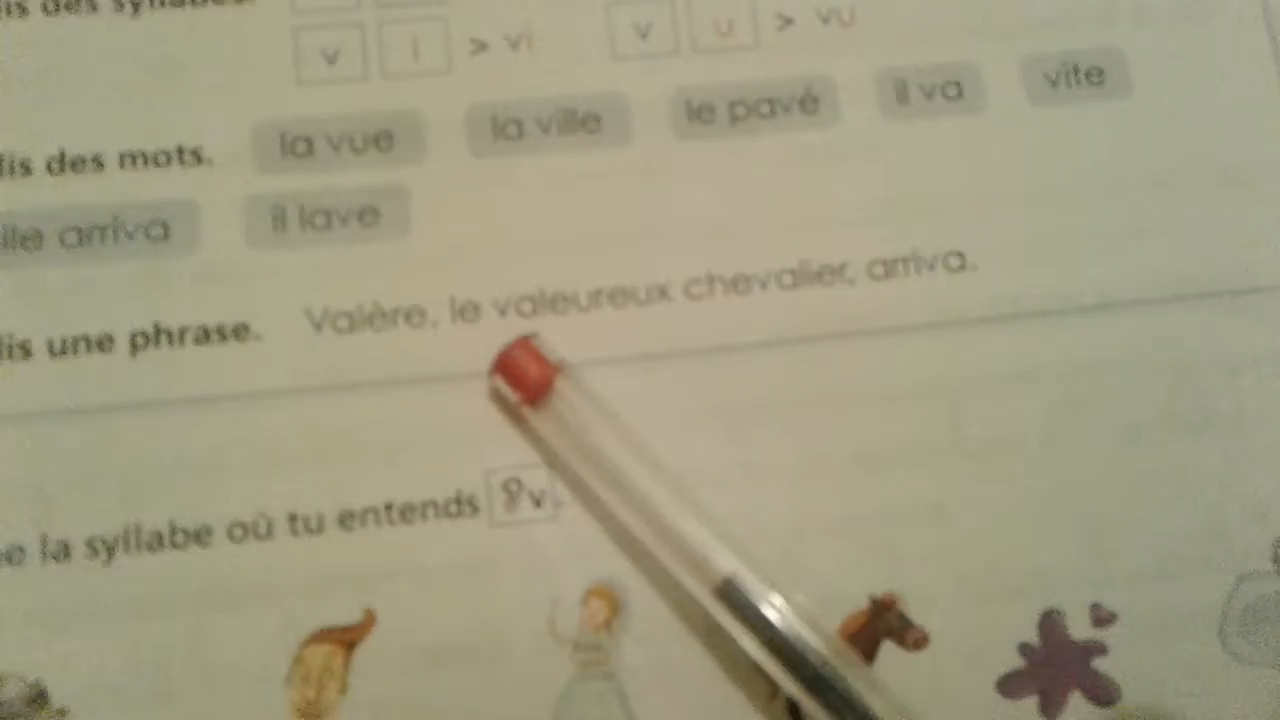 v i > vi v u > vu
lis des mots. la vue la ville le pavé il va vite
arriva il lave
lis une phrase. Valère, le valeureux chevalier, arriva.
la syllabe où tu entends v.